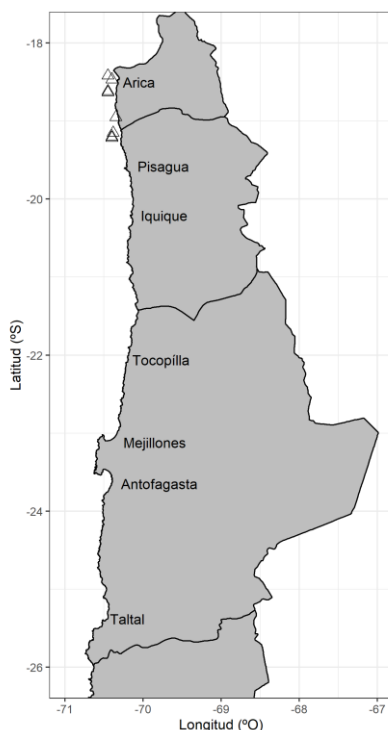 -18
Arica
Pisagua
-20
Iquique
-22
Tocopílla
Latitud (ºS)
Mejillones
Antofagasta
-24
Taltal
-26
-71
-70
-69
-68
-67
Longitud (ºO)